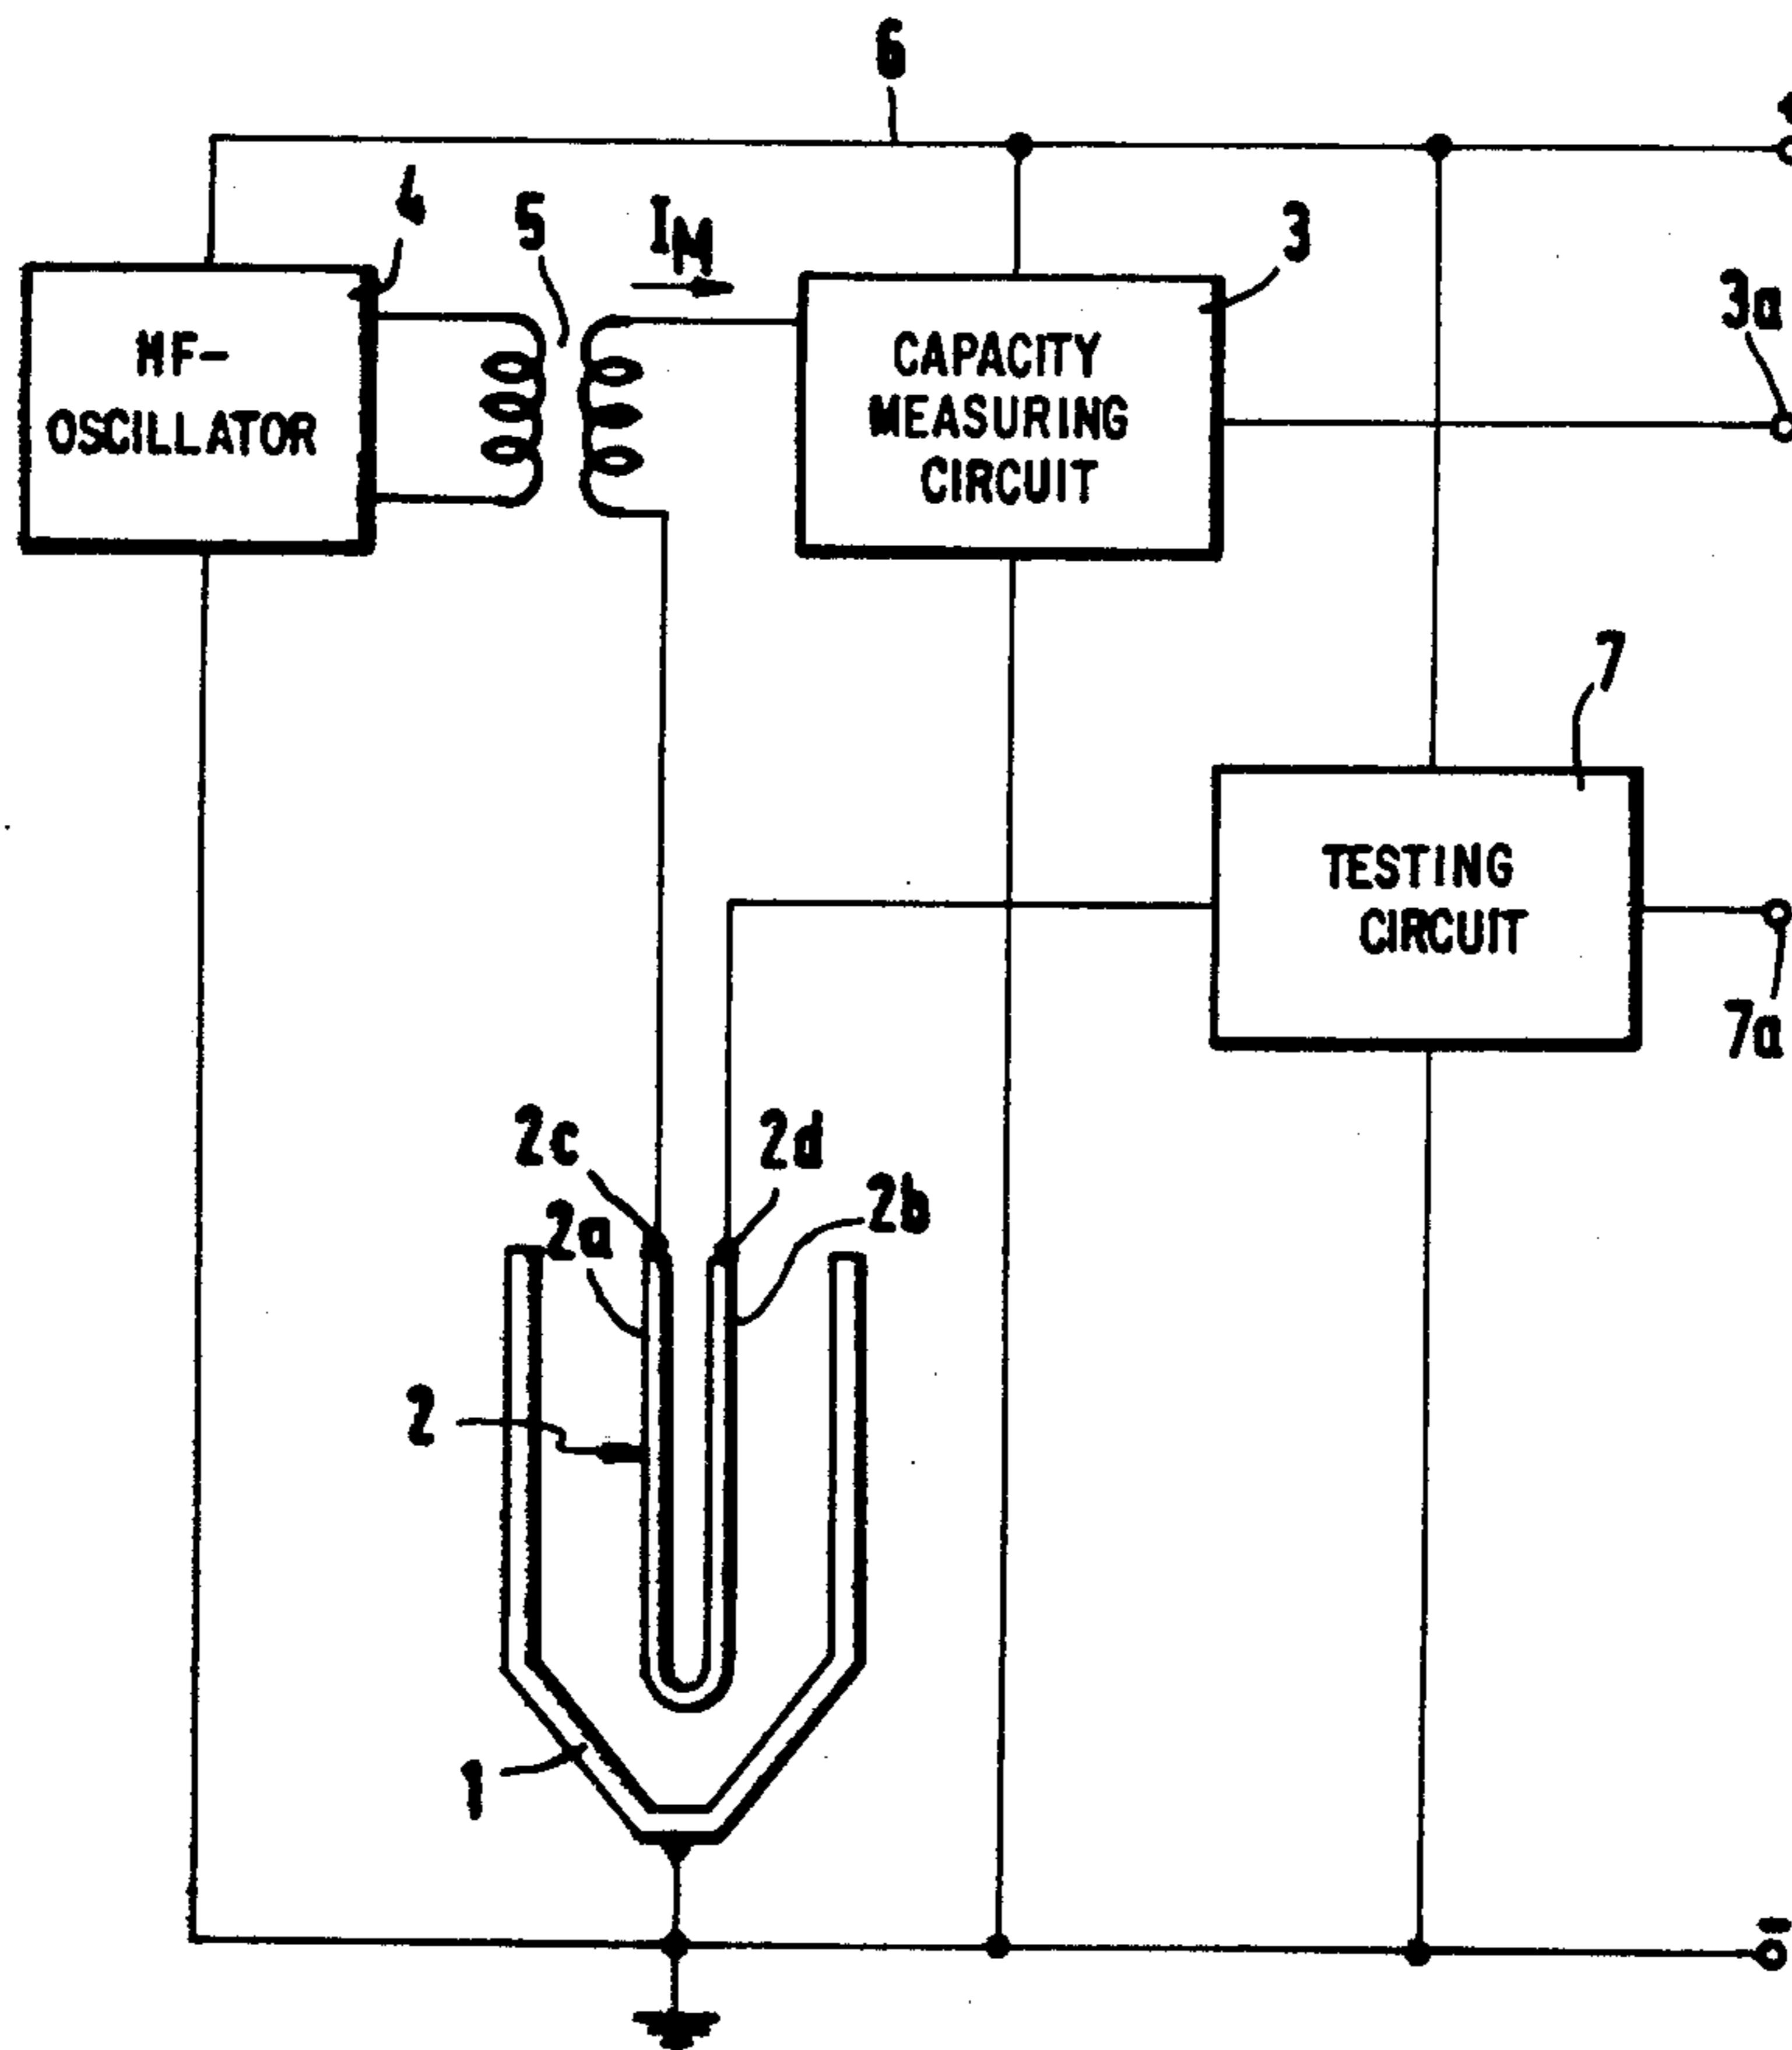 6
4
5
IM
3
3a
HF-
OSCILLATOR
CAPACITY
MEASURING
CIRCUIT
7
TESTING
CIRCUIT
7a
2c
2d
2a
2b
2
1
-